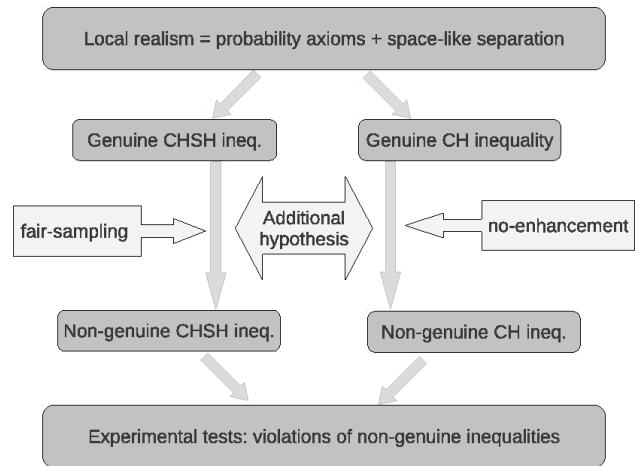 Local realism = probability axioms + space-like separation
Genuine CHSH ineq.
Genuine CH inequality
fair-sampling
Additional
hypothesis
no-enhancement
Non-genuine CHSH ineq.
Non-genuine CH ineq.
Experimental tests: violations of non-genuine inequalities